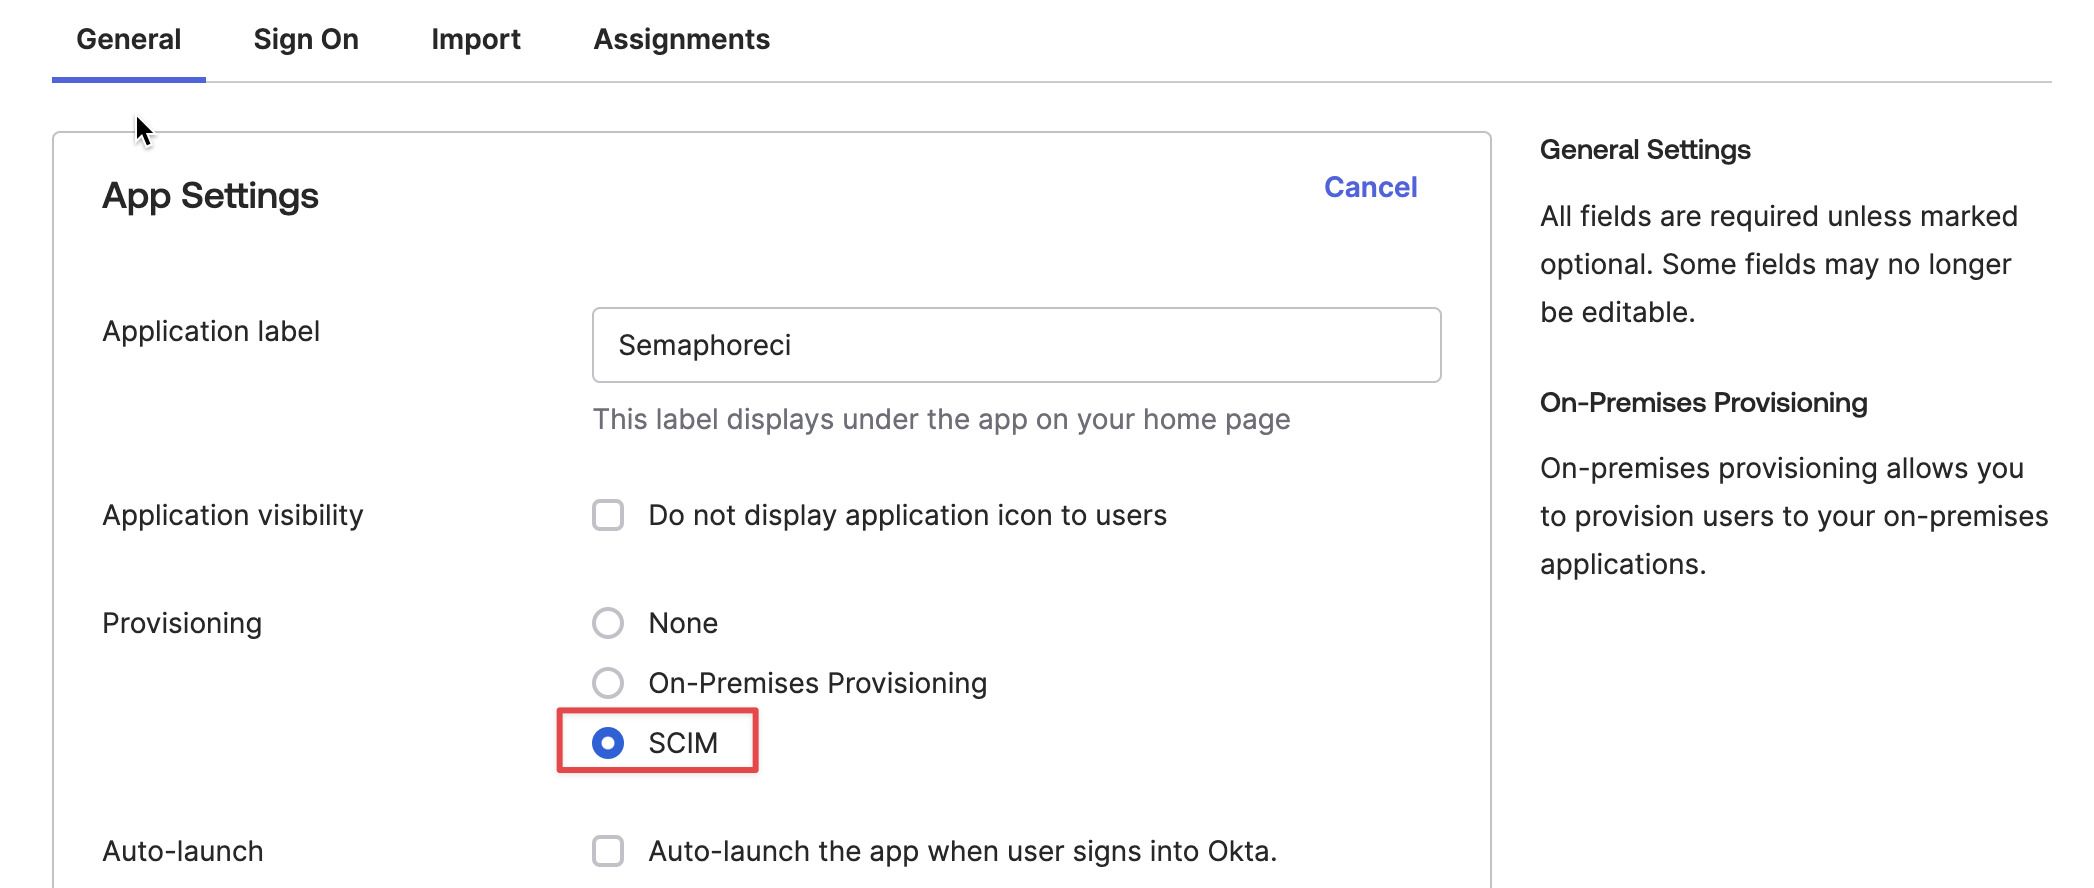 General
Sign On
Import
Assignments
App Settings
Cancel
Application label
Semaphoreci
This label displays under the app on your home page
Application visibility
Do not display application icon to users
Provisioning
None
On-Premises Provisioning
SCIM
Auto-launch
Auto-launch the app when user signs into Okta.
General Settings
All fields are required unless marked
optional. Some fields may no longer
be editable.
On-Premises Provisioning
On-premises provisioning allows you
to provision users to your on-premises
applications.